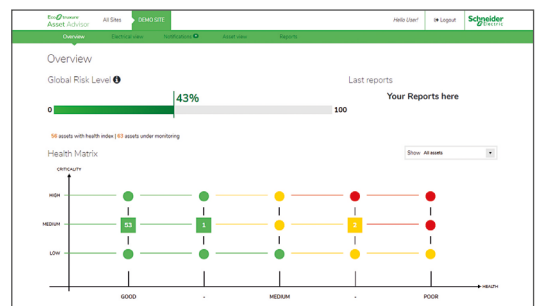 EcoStruxure
Asset Advisor
All Sites
DEMO SITE
Hello User!
Logout
Schneider
Electric
Overview
Electrical view
Notifications
Asset view
Reports
Overview
Global Risk Level
Last reports
43%
Your Reports here
0
100
56 assets with health index | 63 assets under monitoring
Health Matrix
Show All assets
CRITICALITY
HIGH
MEDIUM
53
1
2
LOW
HEALTH
GOOD
-
MEDIUM
-
POOR